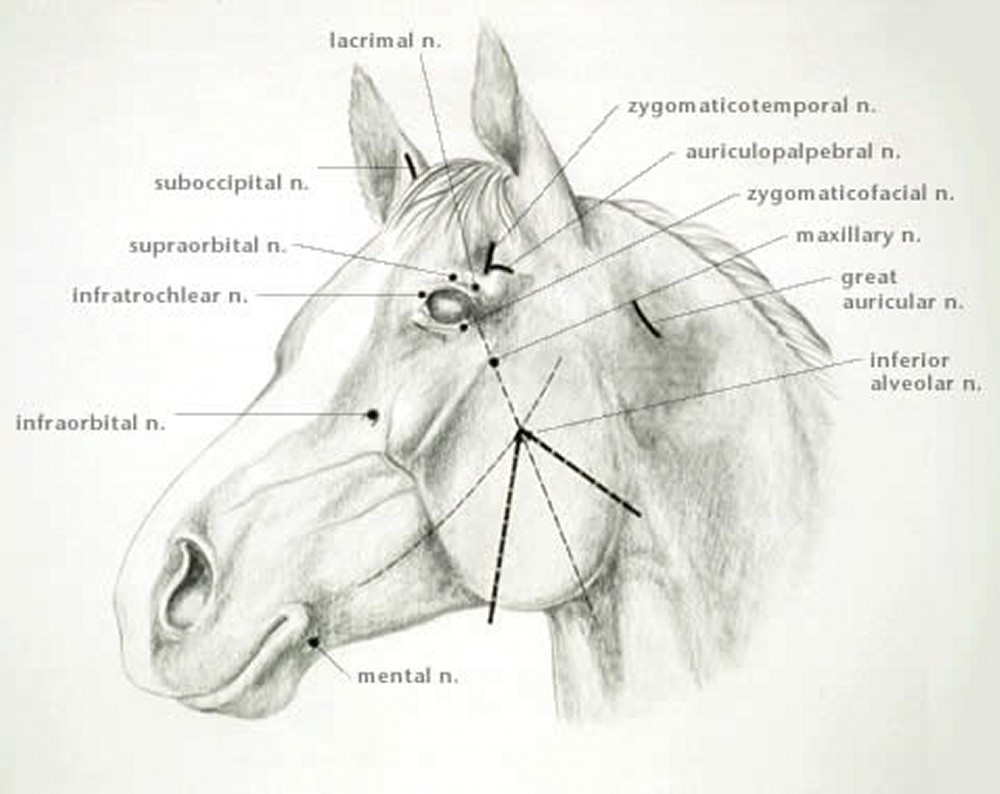 lacrimal n.
zygomaticotemporal n.
auriculopalpebral n.
suboccipital n.
zygomaticofacial n.
maxillary n.
supraorbital n.
great
auricular n.
infratrochlear n.
inferior
alveolar n.
infraorbital n.
mental n.